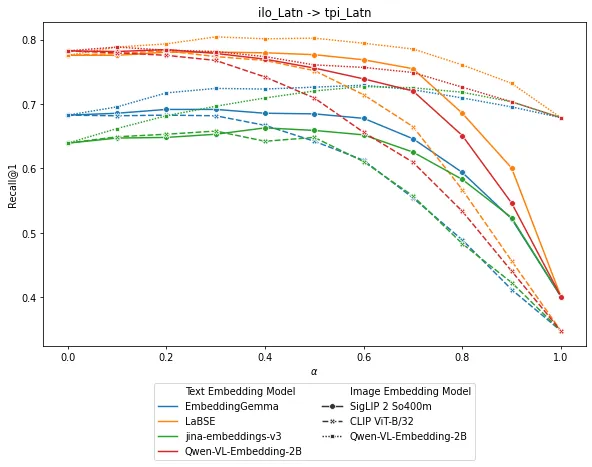 ilo_Latn -> tpi_Latn
Recall@1
0.8
0.7
0.6
0.5
0.4
0.0
0.2
0.4
0.6
0.8
1.0
α
Text Embedding Model
EmbeddingGemma
LaBSE
jina-embeddings-v3
Qwen-VL-Embedding-2B
Image Embedding Model
SigLIP 2 So400m
CLIP ViT-B/32
Qwen-VL-Embedding-2B